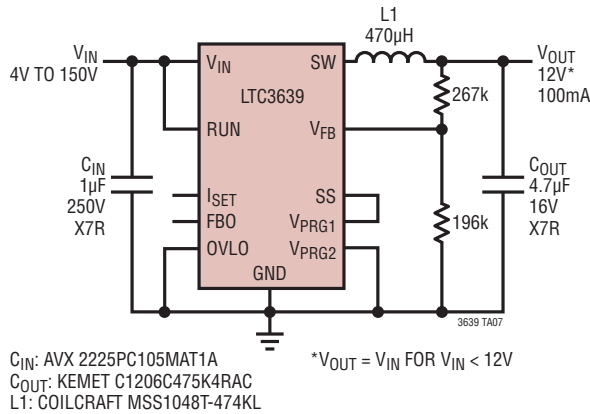 L1
470µH
VIN
4V TO 150V
VIN
SW
VOUT
12V*
100mA
LTC3639
267k
RUN
VFB
CIN
1µF
250V
X7R
COUT
4.7µF
16V
X7R
ISET
SS
FBO
VPRG1
196k
OVLO
VPRG2
GND
3639 TA07
CIN: AVX 2225PC105MAT1A
*VOUT = VIN FOR VIN < 12V
COUT: KEMET C1206C475K4RAC
L1: COILCRAFT MSS1048T-474KL